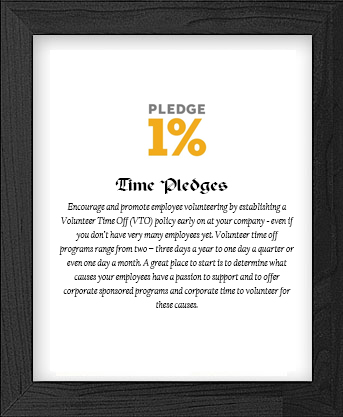 PLEDGE
1%
Time Pledges
Encourage and promote employee volunteering by establishing a
Volunteer Time Off (VTO) policy early on at your company - even if
you don't have very many employees yet. Volunteer time off
programs range from two – three days a year to one day a quarter or
even one day a month. A great place to start is to determine what
causes your employees have a passion to support and to offer
corporate sponsored programs and corporate time to volunteer for
these causes.